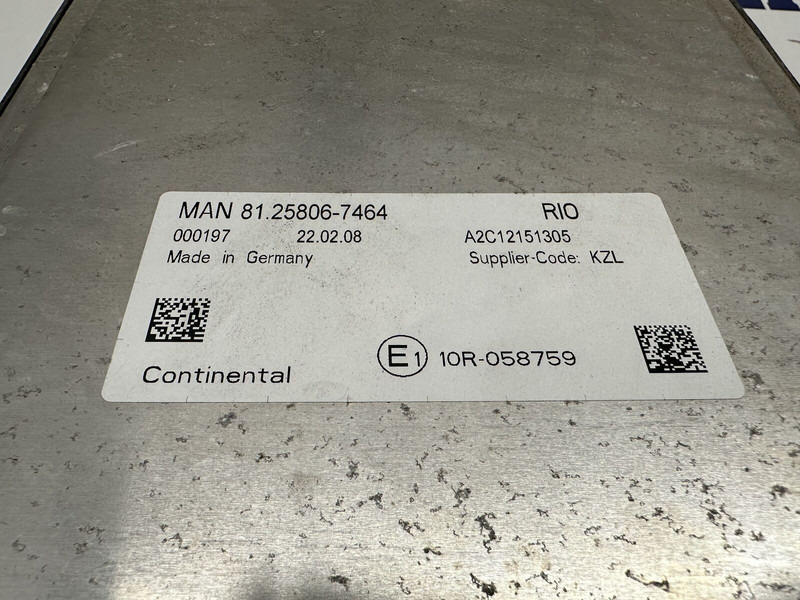 MAN 81.25806-7464 RIO
000197 22.02.08 A2C12151305
Made in Germany Supplier-Code: KZL
E1 10R-058759
Continental